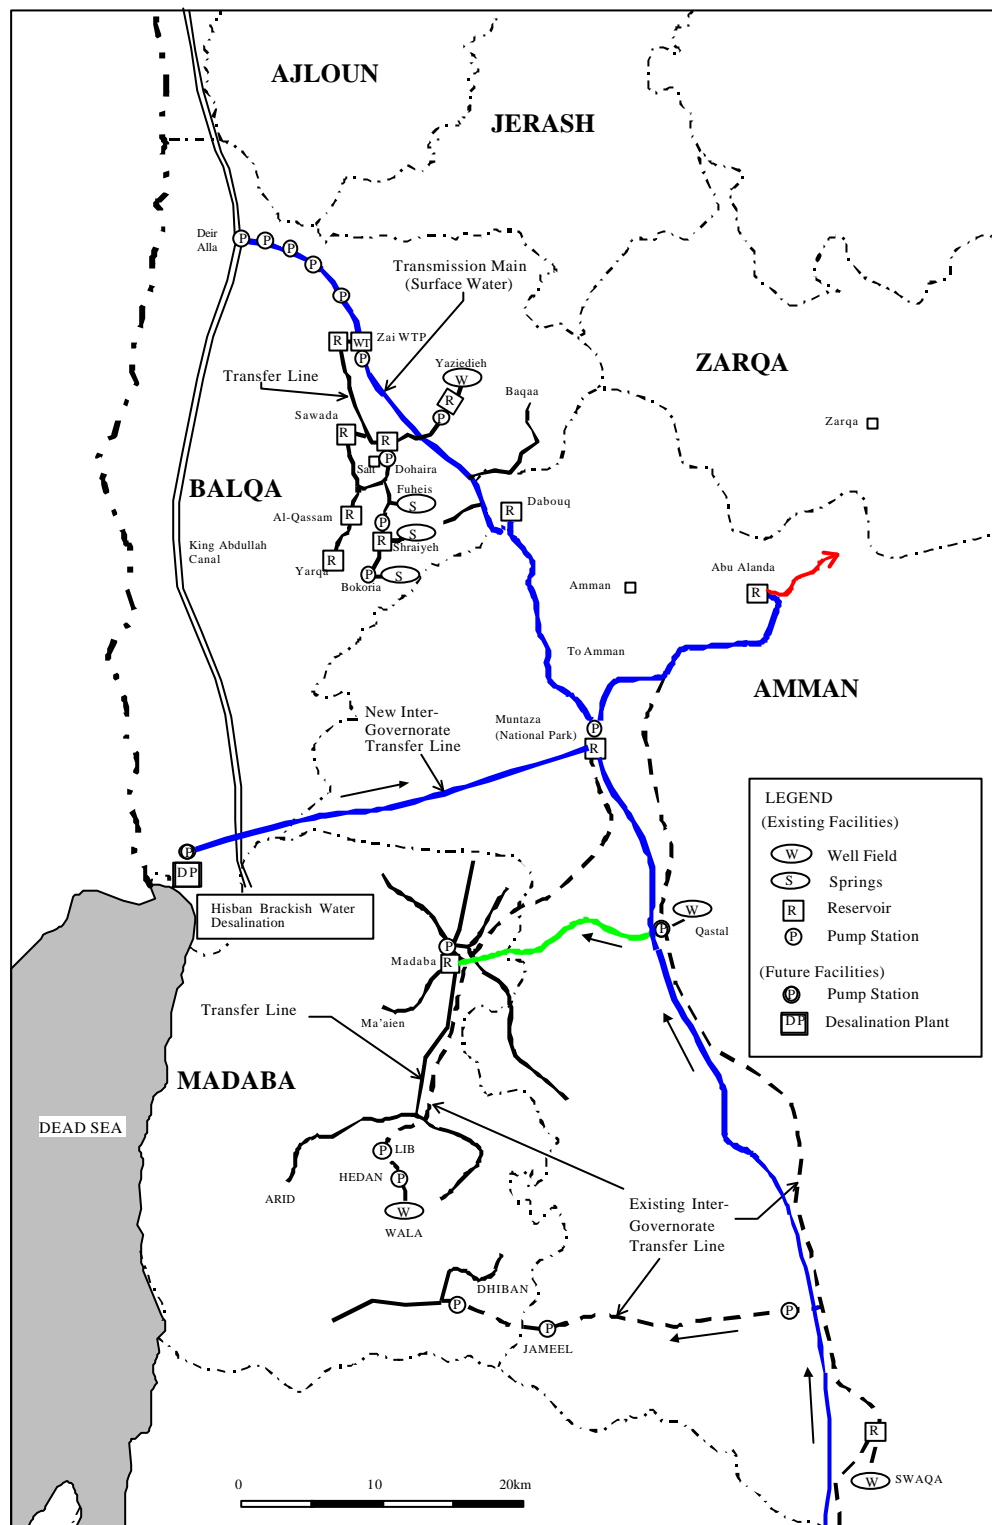 AJLOUN
JERASH
Deir
Alla
P
P
P
P
P
Transmission Main
(Surface Water)
R
WT
Zai WTP
P
Yaziedieh
W
ZARQA
Transfer Line
R
Baqaa
P
Sawada
R
R
Zarqa
Salt
P
Dohaira
BALQA
Fuheis
S
R
Dabouq
Al-Qassam
R
P
King Abdullah
Canal
S
R
Shraiyeh
Yarqa
R
P
S
Bokoria
Amman
Abu Alanda
R
To Amman
AMMAN
New Inter-
Governorate
Transfer Line
Muntaza
(National Park)
P
R
P
DP
Hisban Brackish Water
Desalination
LEGEND
(Existing Facilities)
W
Well Field
S
Springs
R
Reservoir
P
Pump Station
(Future Facilities)
P
Pump Station
DP
Desalination Plant
W
P
Qastal
P
Madaba
R
Transfer Line
Ma'aien
MADABA
DEAD SEA
P
LIB
HEDAN
P
ARID
W
WALA
Existing Inter-
Governorate
Transfer Line
DHIBAN
P
P
JAMEEL
P
R
W
SWAQA
0
10
20km